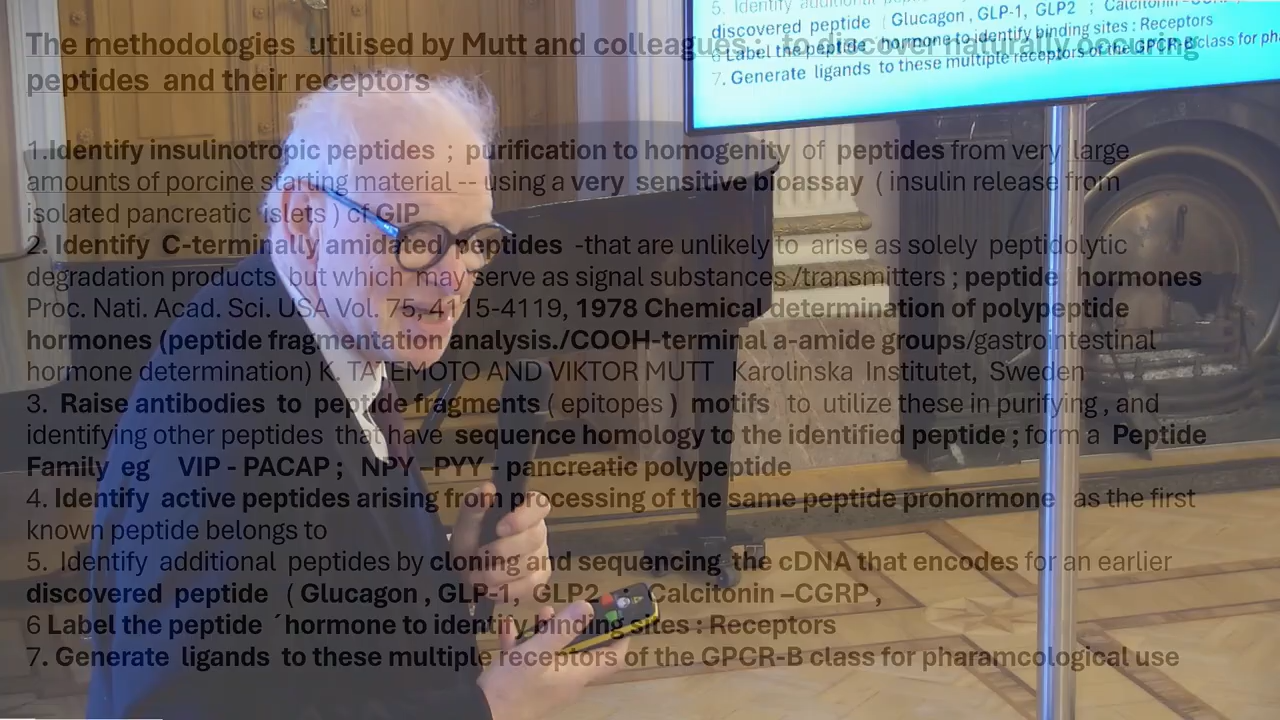 The methodologies utilised by Mutt and colleagues : to discover naturally occuring
peptides and their receptors
1.Identify insulinotropic peptides ; purification to homogenity of peptides from very large
amounts of porcine starting material -- using a very sensitive bioassay ( insulin release from
isolated pancreatic islets ) cf GIP
2. Identify C-terminally amidated peptides -that are unlikely to arise as solely peptidolytic
degradation products but which may serve as signal substances /transmitters ; peptide hormones
Proc. Nati. Acad. Sci. USA Vol. 75,4115-4119, 1978 Chemical determination of polypeptide
hormones (peptide fragmentation analysis./COOH-terminal a-amide groups/gastrointestinal
hormone determination) K. TATEMOTO AND VIKTOR MUTT Karolinska Institutet, Sweden
3. Raise antibodies to peptide fragments ( epitopes ) motifs to utilize these in purifying , and
identifying other peptides that have sequence homology to the identified peptide ; form a Peptide
Family eg VIP - PACAP ; NPY –PYY - pancreatic polypeptide
4. Identify active peptides arising from processing of the same peptide prohormone as the first
known peptide belongs to
5. Identify additional peptides by cloning and sequencing the cDNA that encodes for an earlier
discovered peptide ( Glucagon , GLP-1, GLP2 ; Calcitonin –CGRP ,
6 Label the peptide ´hormone to identify binding sites : Receptors
7. Generate ligands to these multiple receptors of the GPCR-B class for pharamcological use
5. Identify additional
discovered peptide ( Glucagon , GLP-1, GLP2 ; Calcitonin –CGRP
6 Label the peptide hormone to identify binding sites : Receptors
7. Generate ligands to these multiple receptors of the GPCR-B class for